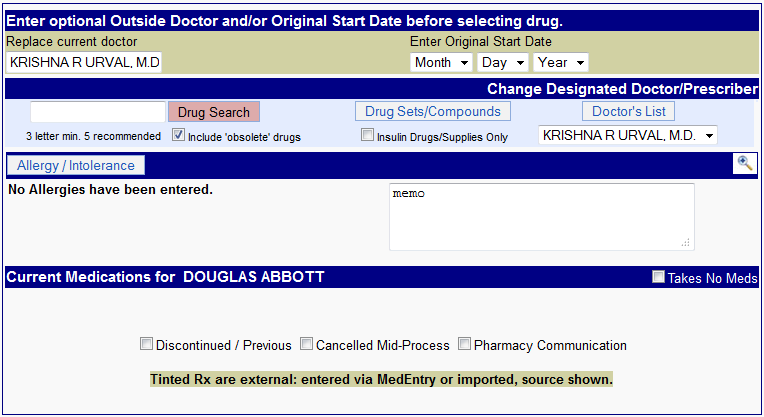 Enter optional Outside Doctor and/or Original Start Date before selecting drug.
Replace current doctor Enter Original Start Date
KRISHNA R URVAL, M.D Month Day Year
Change Designated Doctor/Prescriber
Drug Search Drug Sets/Compounds Doctor's List
3 letter min. 5 recommended Include 'obsolete' drugs Insulin Drugs/Supplies Only KRISHNA R URVAL, M.D.
Allergy / Intolerance
No Allergies have been entered. memo
Current Medications for DOUGLAS ABBOTT Takes No Meds
Discontinued / Previous Cancelled Mid-Process Pharmacy Communication
Tinted Rx are external: entered via MedEntry or imported, source shown.